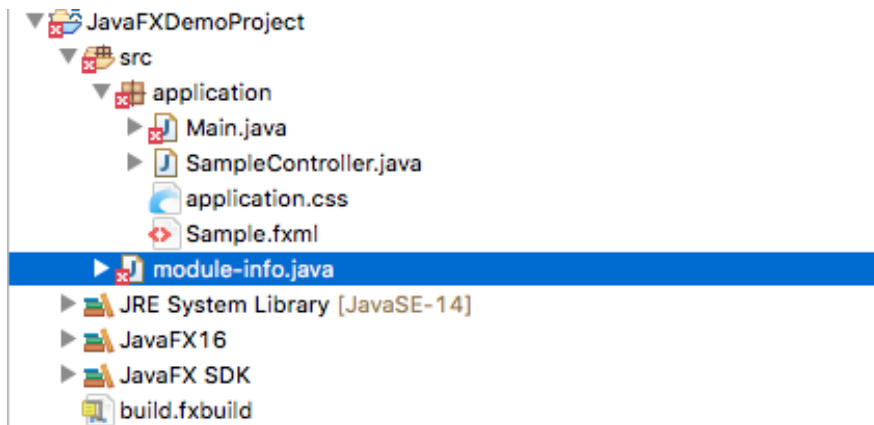 JavaFXDemoProject
src
application
Main.java
SampleController.java
application.css
Sample.fxml
module-info.java
JRE System Library [JavaSE-14]
JavaFX16
JavaFX SDK
build.fxbuild